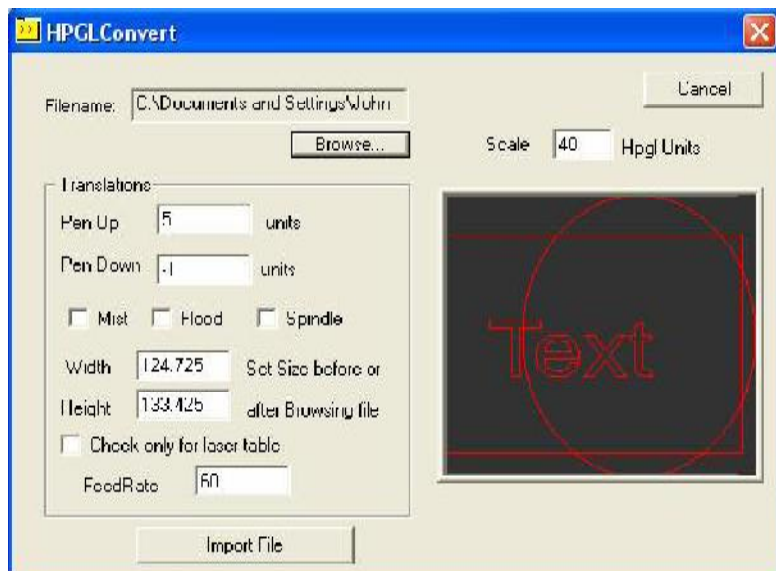 HPGLConvert
Filename: C:\Documents and Settings\John
Cancel
Browse...
Scale 40 Hpgl Units
Translations
Pen Up 5 units
Pen Down -1 units
Mist Flood Spindle
Width 124.725 Set Size before or
Height 133.425 after Browsing file
Check only for laser table
FeedRate 60
Import File
Text